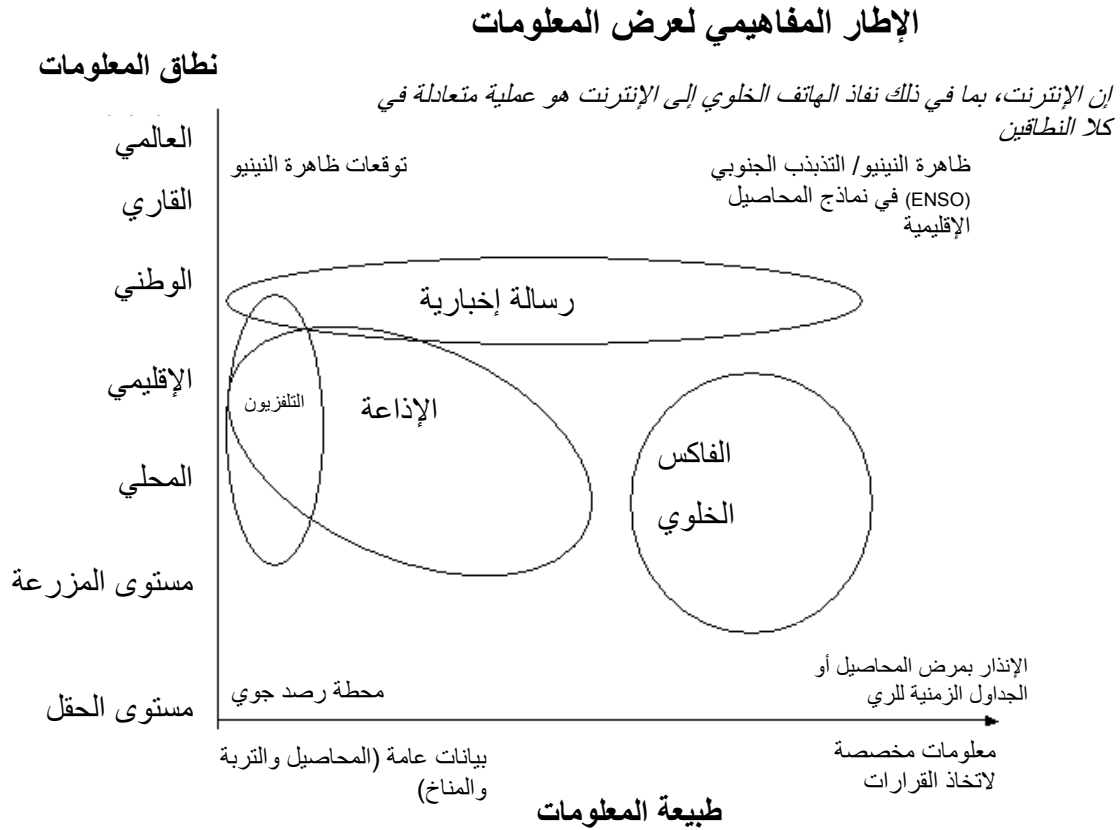 الإطار المفاهيمي لعرض المعلومات
نطاق المعلومات
إن الإنترنت، بما في ذلك نفاذ الهاتف الخلوي إلى الإنترنت هو عملية متعادلة في
كلا النطاقين
العالمي
توقعات ظاهرة النينيو
ظاهرة النينيو/ التذبذب الجنوبي
(ENSO) في نماذج المحاصيل
الإقليمية
القاري
الوطني
رسالة إخبارية
الإقليمي
التلفزيون
الإذاعة
الفاكس
المحلي
الخلوي
مستوى المزرعة
الإنذار بمرض المحاصيل أو
الجداول الزمنية للري
محطة رصد جوي
مستوى الحقل
بيانات عامة (المحاصيل والتربة
والمناخ)
معلومات مخصصة
لاتخاذ القرارات
طبيعة المعلومات